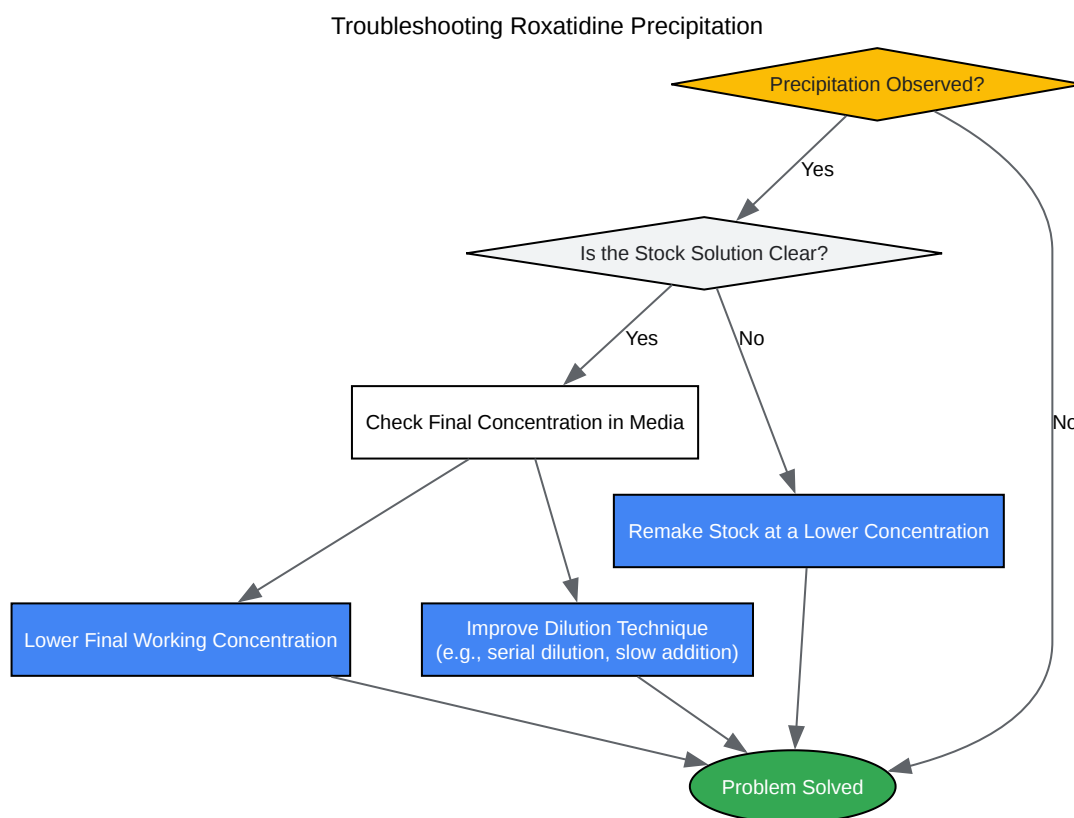 Troubleshooting Roxatidine Precipitation
Precipitation Observed?
Yes
Is the Stock Solution Clear?
Yes
No
Check Final Concentration in Media
No
Remake Stock at a Lower Concentration
Lower Final Working Concentration
Improve Dilution Technique
(e.g., serial dilution, slow addition)
Problem Solved